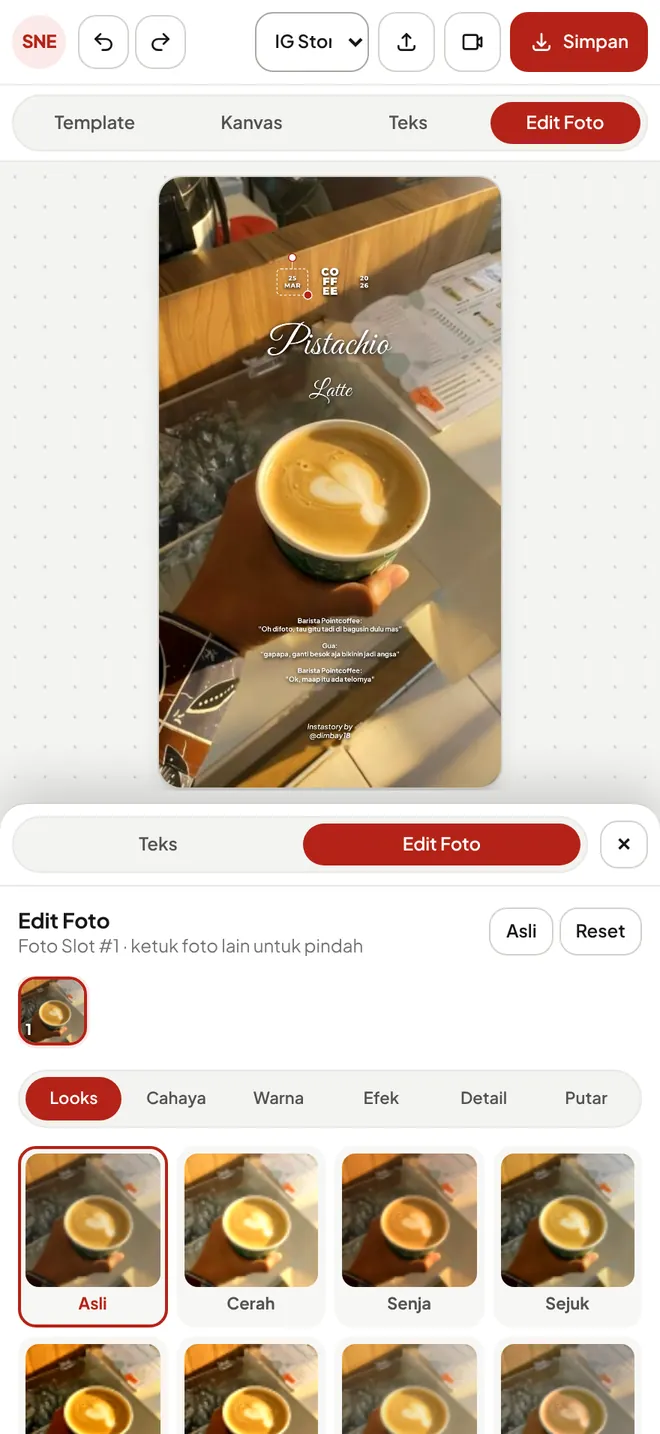 SNE
IG Stor
Simpan
Template
Kanvas
Teks
Edit Foto
25
MAR
CO
FF
EE
20
26
Pistachio
Latte
Barista Pointcoffee:
"Oh difoto, tau gitu tadi di bagusin dulu mas"
Gua:
"gapapa, ganti besok aja bikinin jadi angsa"
Barista Pointcoffee:
"Ok, maap itu ada telornya"
Instastory by
@dimbay18
Teks
Edit Foto
Edit Foto
Foto Slot #1 · ketuk foto lain untuk pindah
Asli
Reset
1
Looks
Cahaya
Warna
Efek
Detail
Putar
Asli
Cerah
Senja
Sejuk